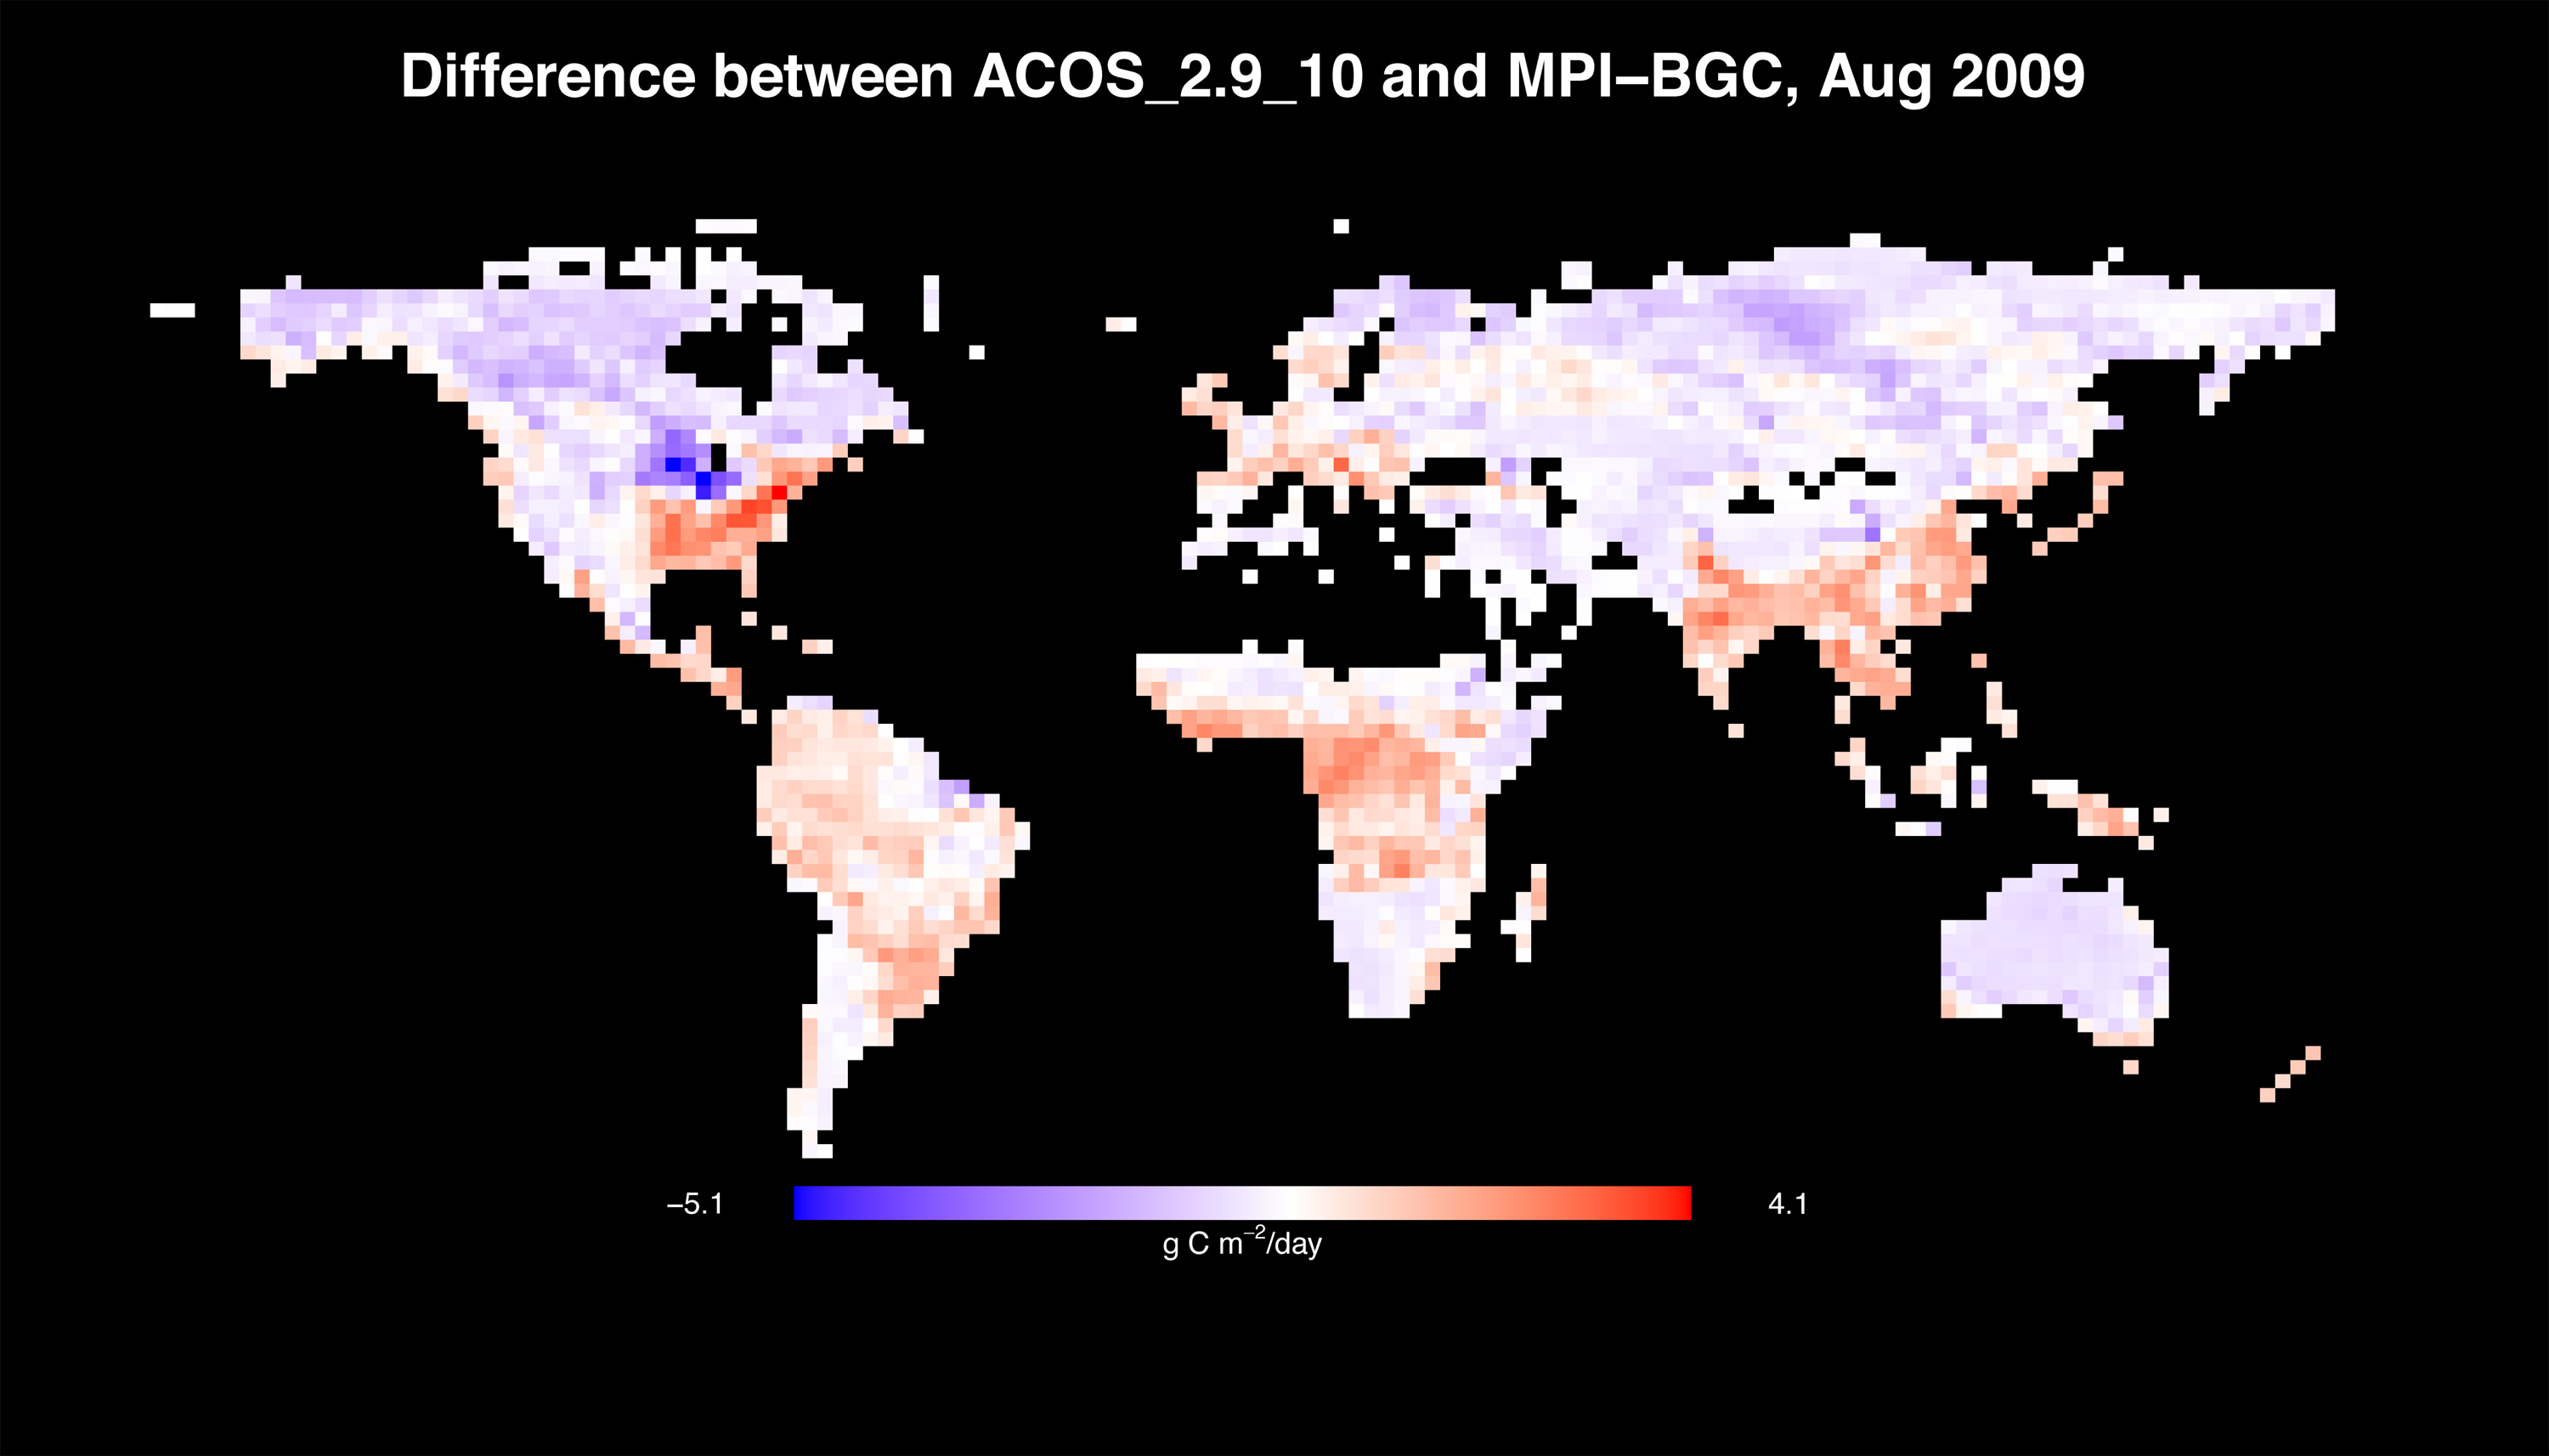 Difference between ACOS_2.9_10 and MPI−BGC, Aug 2009
−5.1
4.1
g C m⁻²/day